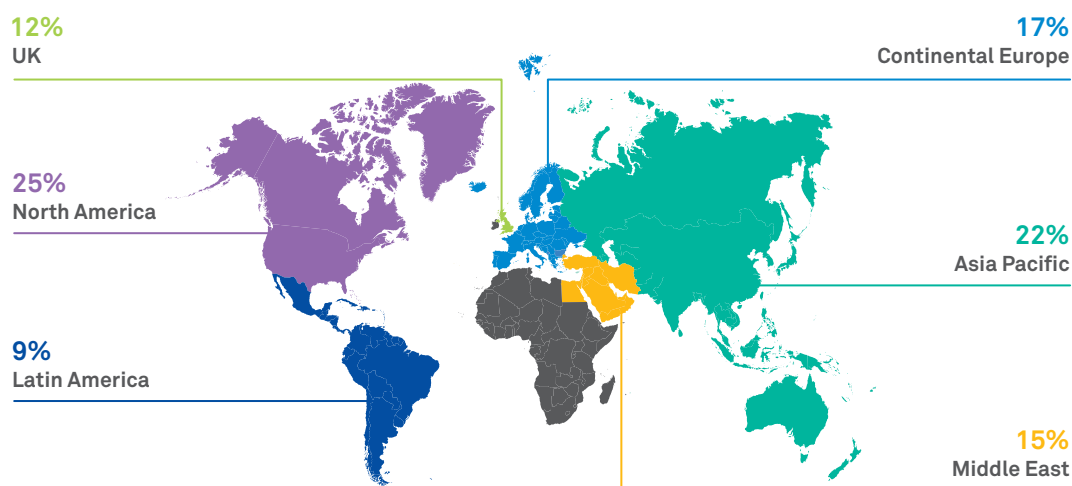 12%
UK
17%
Continental Europe
25%
North America
22%
Asia Pacific
9%
Latin America
15%
Middle East